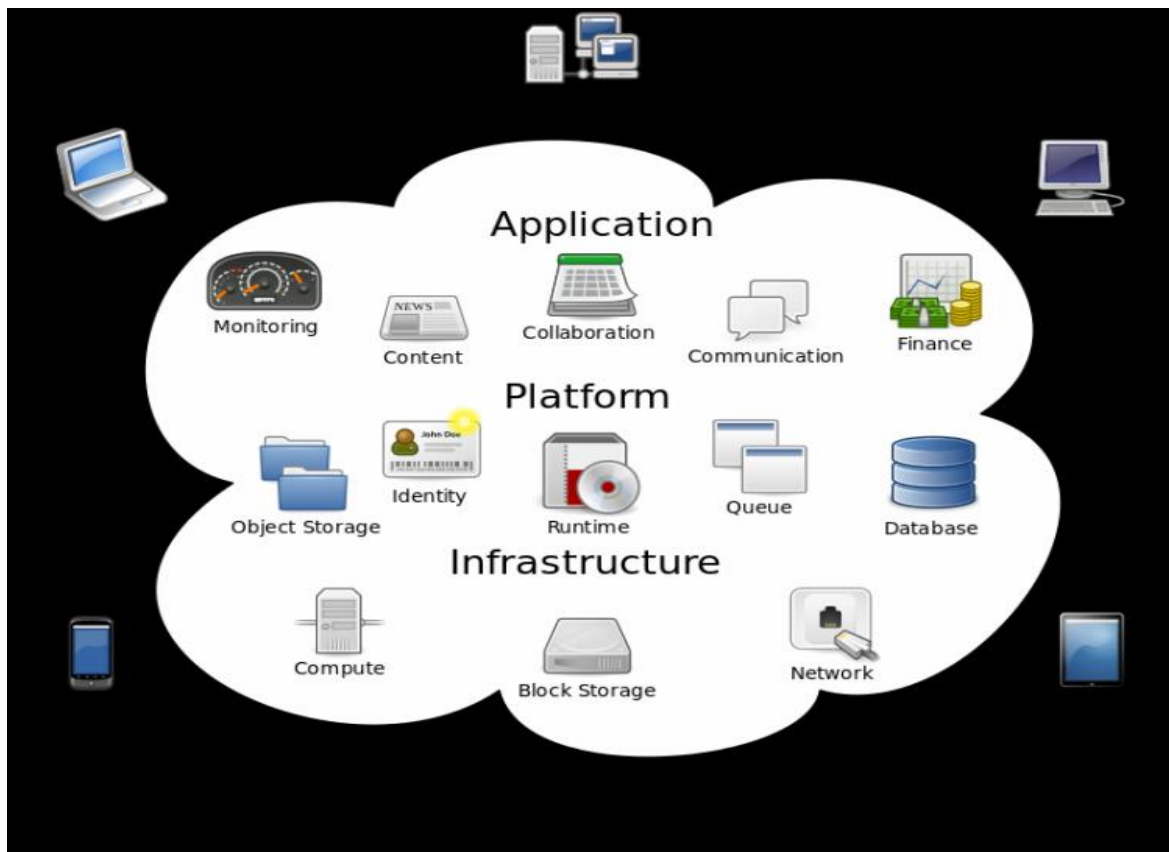 Application
Monitoring
NEWS
Content
Collaboration
Communication
Finance
Platform
John Doe
Object Storage
Identity
Runtime
Queue
Database
Infrastructure
Compute
Block Storage
Network